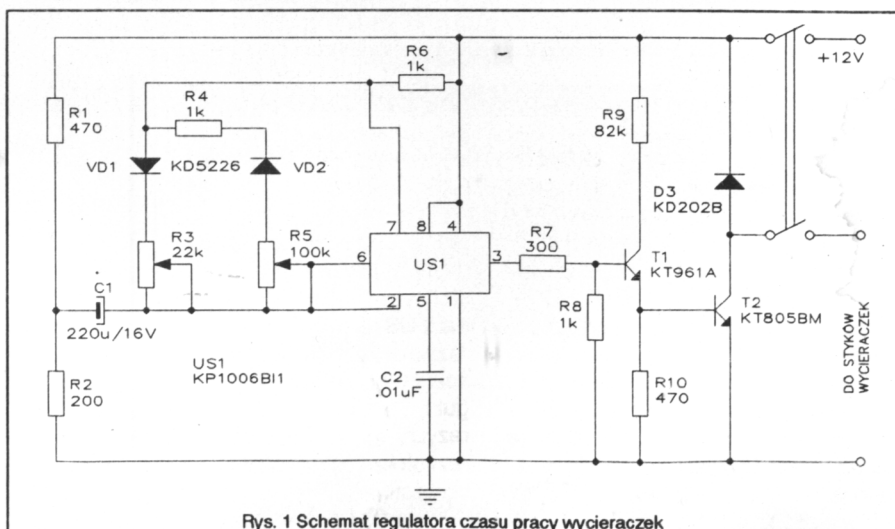 R6
1k
+12V
R1
470
R4
1k
R9
82k
VD1
KD5226
VD2
D3
KD202B
R3
22k
R5
100k
7
8
4
6
US1
3
R7
300
T1
KT961A
2
5
1
C1
220u/16V
R8
1k
T2
KT805BM
US1
KP1006BI1
C2
.01uF
R2
200
R10
470
DO STYKÓW
WYCIERACZEK
Rys. 1 Schemat regulatora czasu pracy wycieraczek